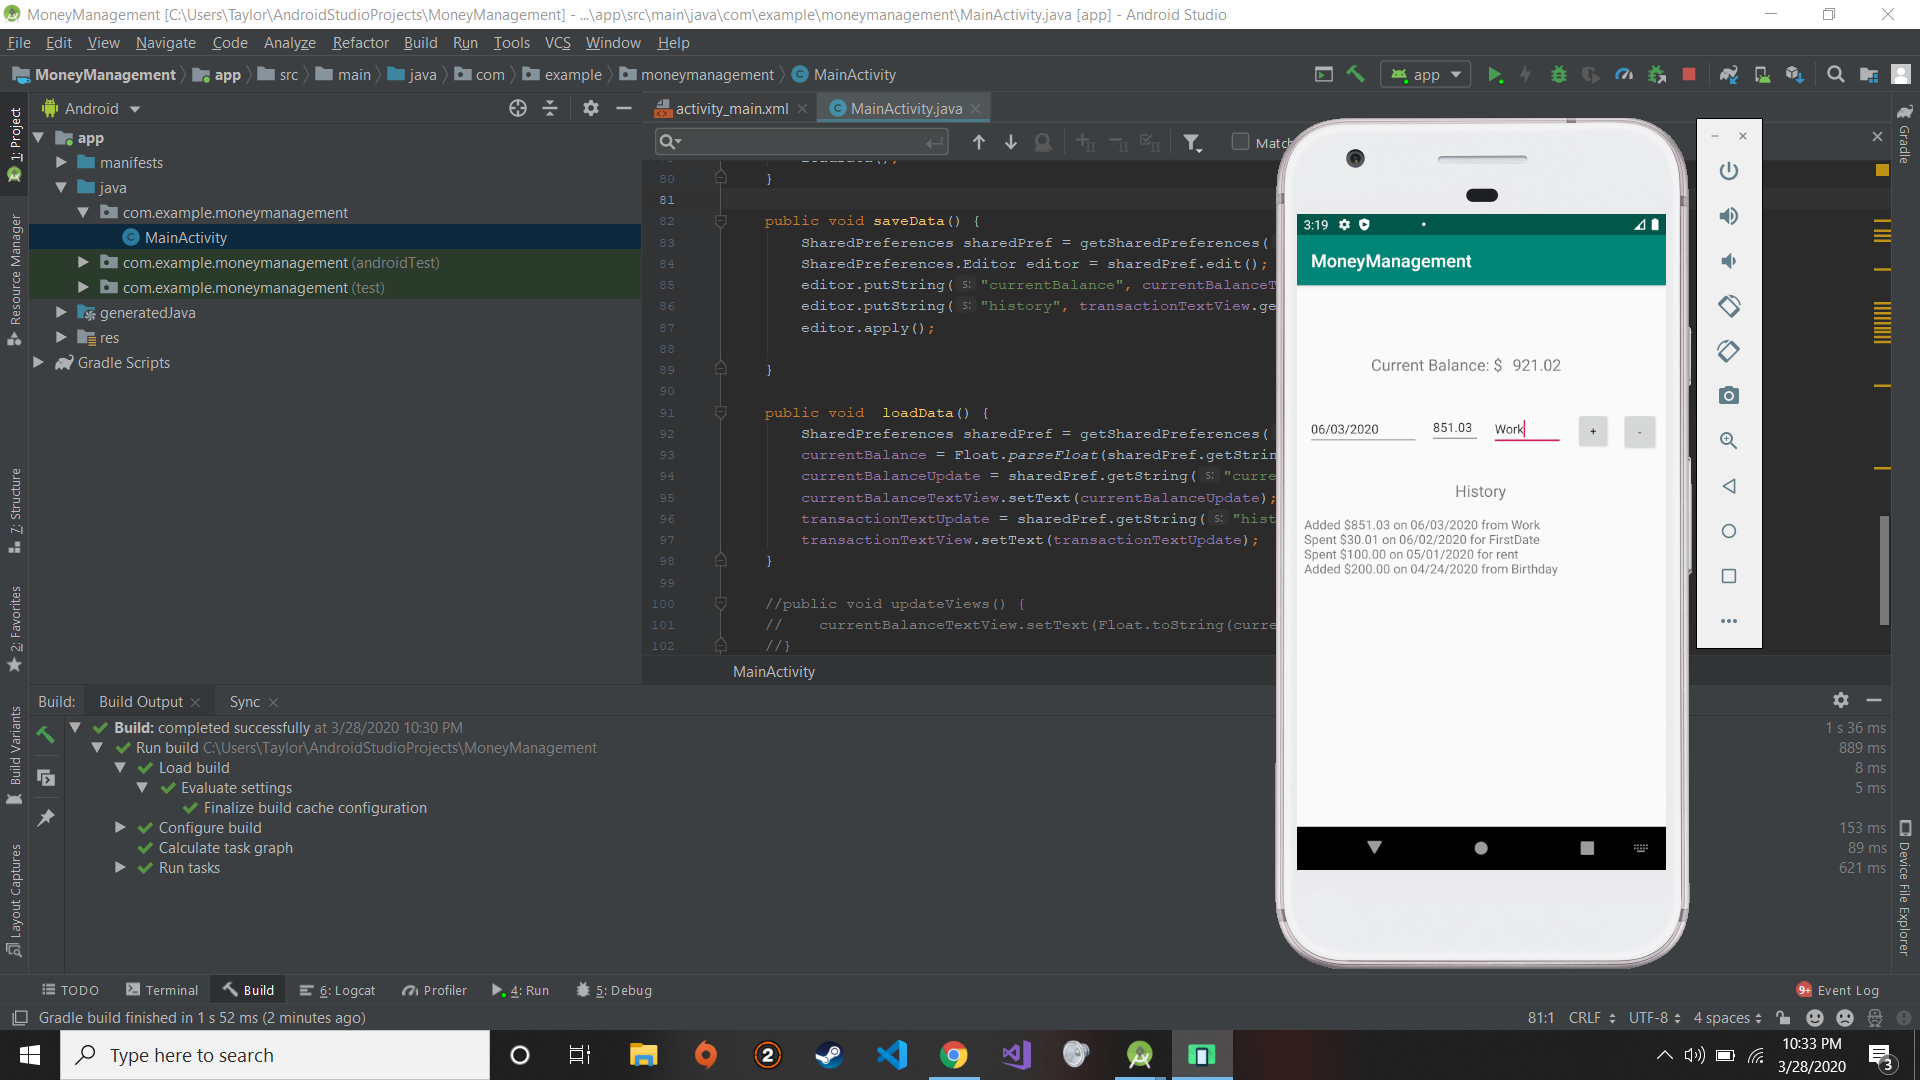 MoneyManagement [C:\Users\Taylor\AndroidStudioProjects\MoneyManagement] - ...\app\src\main\java\com\example\moneymanagement\MainActivity.java [app] - Android Studio
File Edit View Navigate Code Analyze Refactor Build Run Tools VCS Window Help
MoneyManagement app src main java com example moneymanagement MainActivity
app
Android
activity_main.xml
MainActivity.java
1: Project
Resource Manager
7: Structure
2: Favorites
Build Variants
Layout Captures
Gradle
Device File Explorer
app
manifests
java
com.example.moneymanagement
MainActivity
com.example.moneymanagement (androidTest)
com.example.moneymanagement (test)
generatedJava
res
Gradle Scripts
Match
80 }
81
82 public void saveData() {
83 SharedPreferences sharedPref = getSharedPreferences(
84 SharedPreferences.Editor editor = sharedPref.edit();
85 editor.putString( s: "currentBalance", currentBalanceT
86 editor.putString( s: "history", transactionTextView.ge
87 editor.apply();
88
89 }
90
91 public void  loadData() {
92 SharedPreferences sharedPref = getSharedPreferences(
93 currentBalance = Float.parseFloat(sharedPref.getStrin
94 currentBalanceUpdate = sharedPref.getString( s: "curre
95 currentBalanceTextView.setText(currentBalanceUpdate);
96 transactionTextUpdate = sharedPref.getString( s: "hist
97 transactionTextView.setText(transactionTextUpdate);
98 }
99
100 //public void updateViews() {
101 //    currentBalanceTextView.setText(Float.toString(curre
102 //}
MainActivity
3:19
MoneyManagement
Current Balance: $ 921.02
06/03/2020 851.03 Work + -
History
Added $851.03 on 06/03/2020 from Work
Spent $30.01 on 06/02/2020 for FirstDate
Spent $100.00 on 05/01/2020 for rent
Added $200.00 on 04/24/2020 from Birthday
Build: Build Output Sync
Build: completed successfully at 3/28/2020 10:30 PM 1 s 36 ms
Run build C:\Users\Taylor\AndroidStudioProjects\MoneyManagement 889 ms
Load build 8 ms
Evaluate settings 5 ms
Finalize build cache configuration
Configure build 153 ms
Calculate task graph 89 ms
Run tasks 621 ms
TODO Terminal Build 6: Logcat Profiler 4: Run 5: Debug 9+ Event Log
Gradle build finished in 1 s 52 ms (2 minutes ago) 81:1 CRLF UTF-8 4 spaces
Type here to search
2
10:33 PM
3/28/2020
3